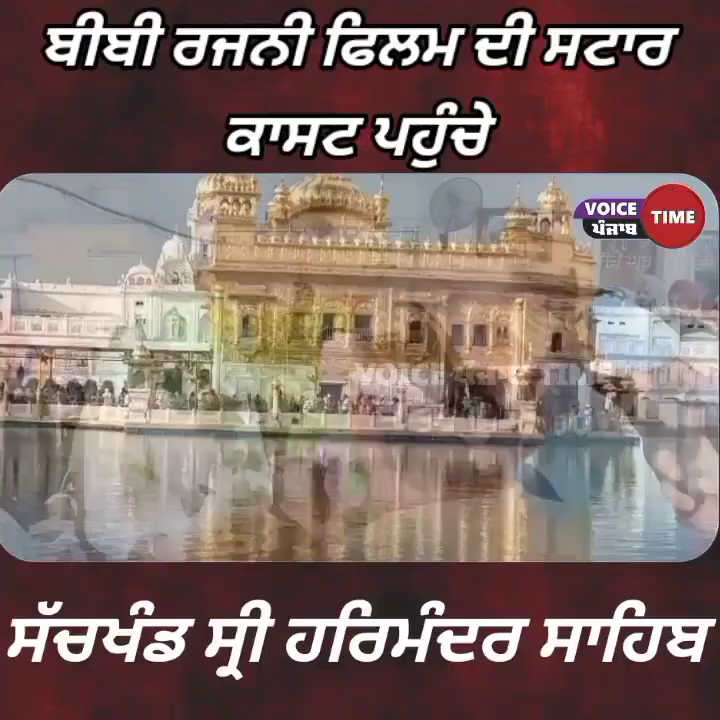 ਬੀਬੀ ਰਜਨੀ ਫਿਲਮ ਦੀ ਸਟਾਰ
ਕਾਸਟ ਪਹੁੰਚੇ
VOICE
ਪੰਜਾਬ
TIME
ਸੱਚਖੰਡ ਸ੍ਰੀ ਹਰਿਮੰਦਰ ਸਾਹਿਬ